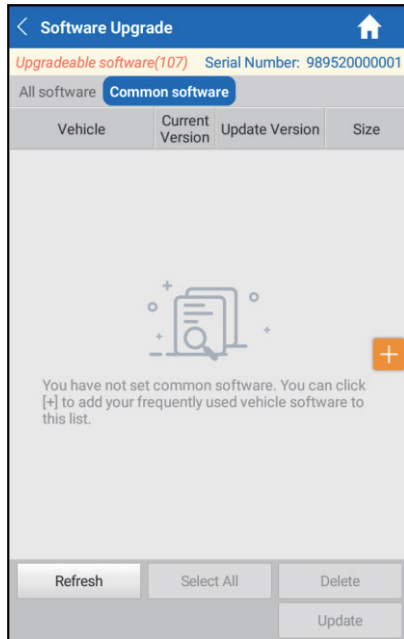 Software Upgrade
Upgradeable software(107) Serial Number: 989520000001
All software Common software
Vehicle Current Version Update Version Size
You have not set common software. You can click
[+] to add your frequently used vehicle software to
this list.
Refresh Select All Delete
Update